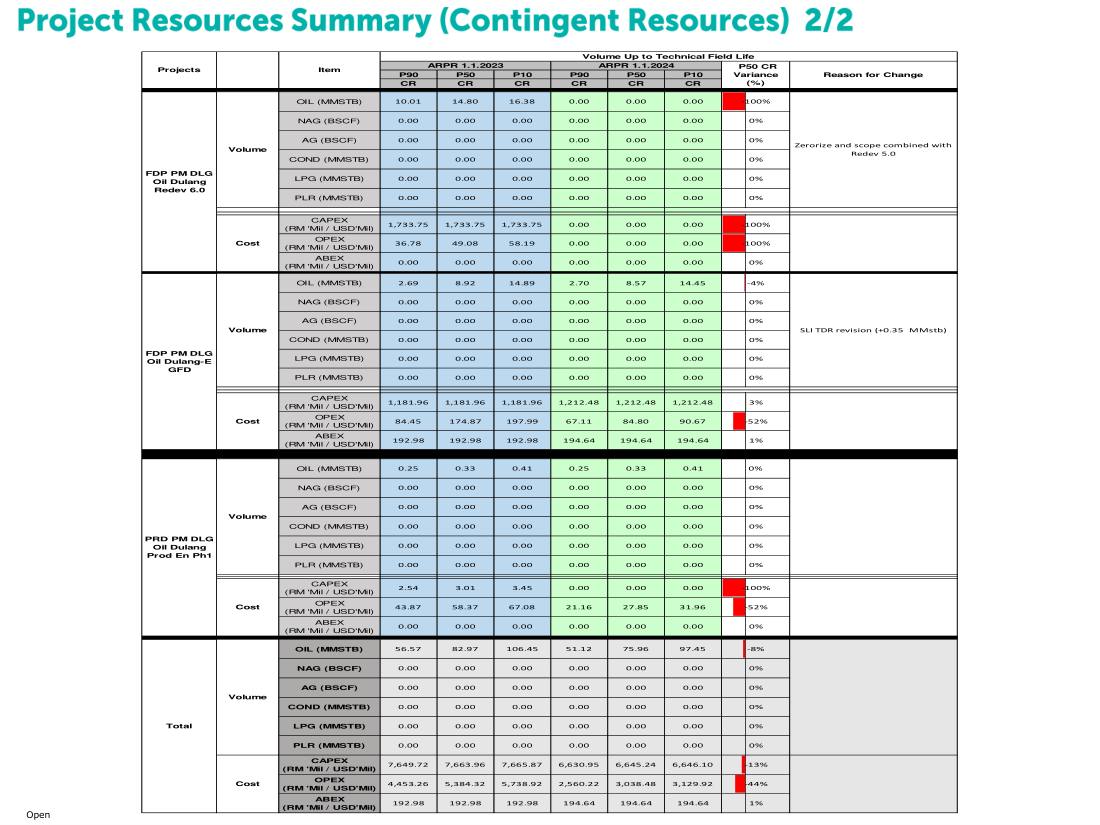 Project Resources Summary (Contingent Resources) 2/2
Projects Item Volume Up to Technical Field Life
ARPR 1.1.2023 ARPR 1.1.2024 P50 CR Variance (%) Reason for Change
P90 P50 P10 P90 P50 P10
CR CR CR CR CR CR
FDP PM DLG Oil Dulang Redev 6.0
Volume
OIL (MMSTB) 10.01 14.80 16.38 0.00 0.00 0.00 100%
NAG (BSCF) 0.00 0.00 0.00 0.00 0.00 0.00 0%
AG (BSCF) 0.00 0.00 0.00 0.00 0.00 0.00 0%
COND (MMSTB) 0.00 0.00 0.00 0.00 0.00 0.00 0%
LPG (MMSTB) 0.00 0.00 0.00 0.00 0.00 0.00 0%
PLR (MMSTB) 0.00 0.00 0.00 0.00 0.00 0.00 0%
Zerorize and scope combined with Redev 5.0
Cost
CAPEX (RM 'Mil / USD'Mil) 1,733.75 1,733.75 1,733.75 0.00 0.00 0.00 100%
OPEX (RM 'Mil / USD'Mil) 36.78 49.08 58.19 0.00 0.00 0.00 100%
ABEX (RM 'Mil / USD'Mil) 0.00 0.00 0.00 0.00 0.00 0.00 0%
FDP PM DLG Oil Dulang-E GFD
Volume
OIL (MMSTB) 2.69 8.92 14.89 2.70 8.57 14.45 -4%
NAG (BSCF) 0.00 0.00 0.00 0.00 0.00 0.00 0%
AG (BSCF) 0.00 0.00 0.00 0.00 0.00 0.00 0%
COND (MMSTB) 0.00 0.00 0.00 0.00 0.00 0.00 0%
LPG (MMSTB) 0.00 0.00 0.00 0.00 0.00 0.00 0%
PLR (MMSTB) 0.00 0.00 0.00 0.00 0.00 0.00 0%
SLI TDR revision (+0.35 MMstb)
Cost
CAPEX (RM 'Mil / USD'Mil) 1,181.96 1,181.96 1,181.96 1,212.48 1,212.48 1,212.48 3%
OPEX (RM 'Mil / USD'Mil) 84.45 174.87 197.99 67.11 84.80 90.67 -52%
ABEX (RM 'Mil / USD'Mil) 192.98 192.98 192.98 194.64 194.64 194.64 1%
PRD PM DLG Oil Dulang Prod En Ph1
Volume
OIL (MMSTB) 0.25 0.33 0.41 0.25 0.33 0.41 0%
NAG (BSCF) 0.00 0.00 0.00 0.00 0.00 0.00 0%
AG (BSCF) 0.00 0.00 0.00 0.00 0.00 0.00 0%
COND (MMSTB) 0.00 0.00 0.00 0.00 0.00 0.00 0%
LPG (MMSTB) 0.00 0.00 0.00 0.00 0.00 0.00 0%
PLR (MMSTB) 0.00 0.00 0.00 0.00 0.00 0.00 0%
Cost
CAPEX (RM 'Mil / USD'Mil) 2.54 3.01 3.45 0.00 0.00 0.00 100%
OPEX (RM 'Mil / USD'Mil) 43.87 58.37 67.08 21.16 27.85 31.96 -52%
ABEX (RM 'Mil / USD'Mil) 0.00 0.00 0.00 0.00 0.00 0.00 0%
Total
Volume
OIL (MMSTB) 56.57 82.97 106.45 51.12 75.96 97.45 -8%
NAG (BSCF) 0.00 0.00 0.00 0.00 0.00 0.00 0%
AG (BSCF) 0.00 0.00 0.00 0.00 0.00 0.00 0%
COND (MMSTB) 0.00 0.00 0.00 0.00 0.00 0.00 0%
LPG (MMSTB) 0.00 0.00 0.00 0.00 0.00 0.00 0%
PLR (MMSTB) 0.00 0.00 0.00 0.00 0.00 0.00 0%
Cost
CAPEX (RM 'Mil / USD'Mil) 7,649.72 7,663.96 7,665.87 6,630.95 6,645.24 6,646.10 -13%
OPEX (RM 'Mil / USD'Mil) 4,453.26 5,384.32 5,738.92 2,560.22 3,038.48 3,129.92 -44%
ABEX (RM 'Mil / USD'Mil) 192.98 192.98 192.98 194.64 194.64 194.64 1%
Open